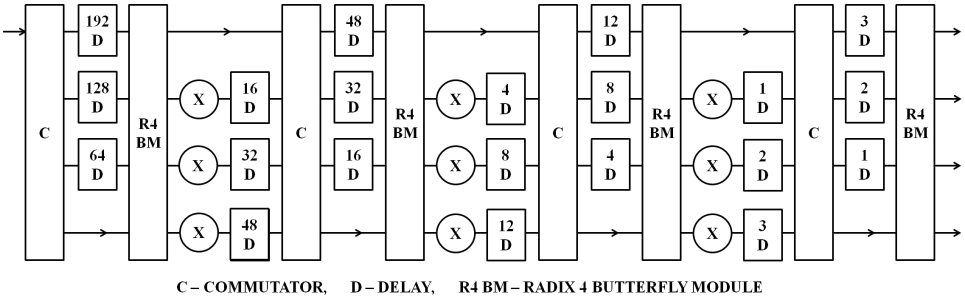 192 D
48 D
12 D
3 D
128 D
X
16 D
32 D
X
4 D
8 D
X
1 D
2 D
C
R4 BM
C
R4 BM
C
R4 BM
C
R4 BM
64 D
X
32 D
16 D
X
8 D
4 D
X
2 D
1 D
X
48 D
X
12 D
X
3 D
C – COMMUTATOR, D – DELAY, R4 BM – RADIX 4 BUTTERFLY MODULE